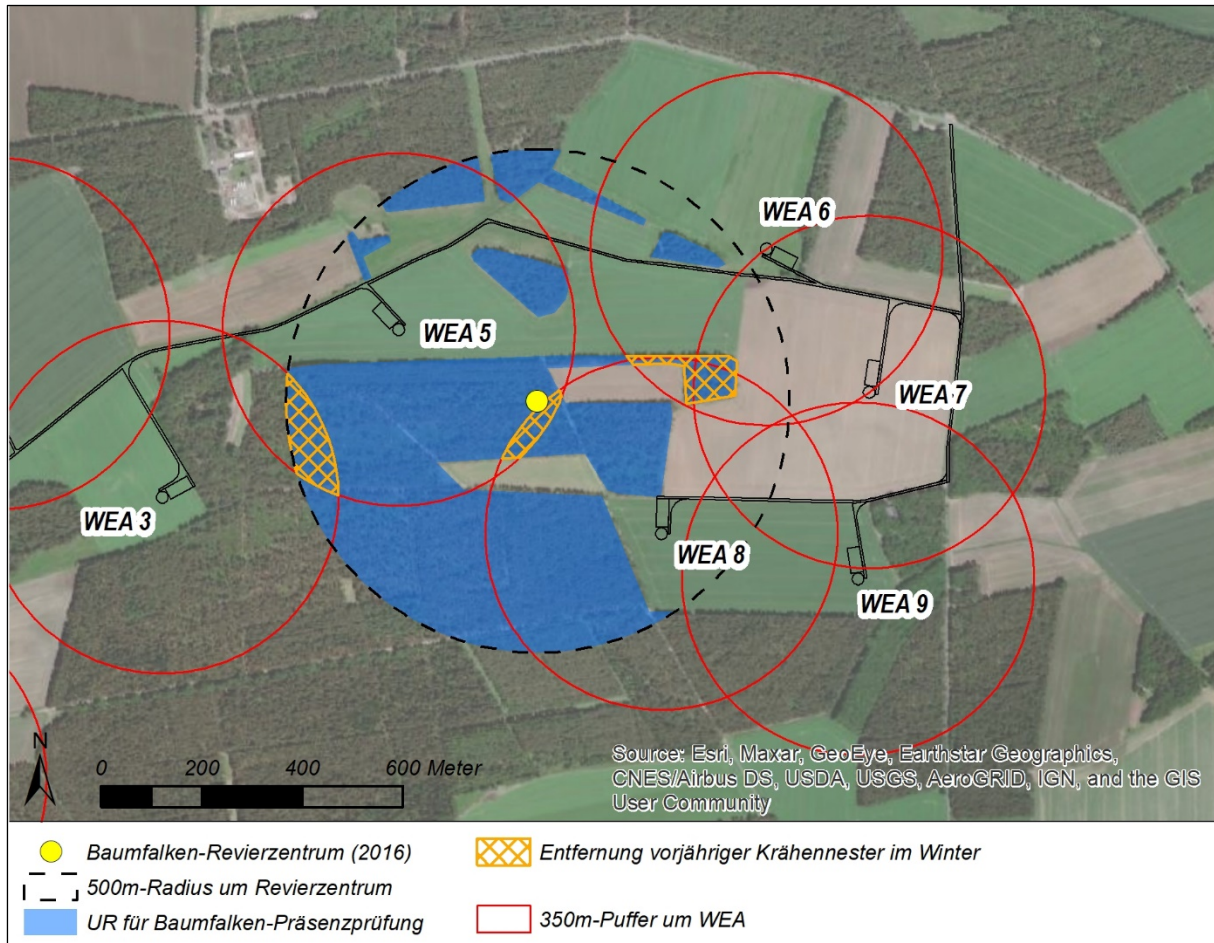 WEA 6
WEA 5
WEA 7
WEA 3
WEA 8
WEA 9
N
0 200 400 600 Meter
Source: Esri, Maxar, GeoEye, Earthstar Geographics,
CNES/Airbus DS, USDA, USGS, AeroGRID, IGN, and the GIS
User Community
Baumfalken-Revierzentrum (2016)
Entfernung vorjähriger Krähennester im Winter
500m-Radius um Revierzentrum
UR für Baumfalken-Präsenzprüfung
350m-Puffer um WEA